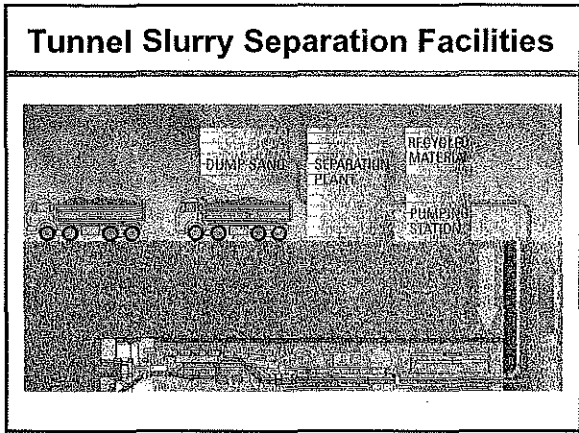 Tunnel Slurry Separation Facilities
DUMP SAND
SEPARATION
PLANT
RECYCLED
MATERIAL
PUMPING
STATION